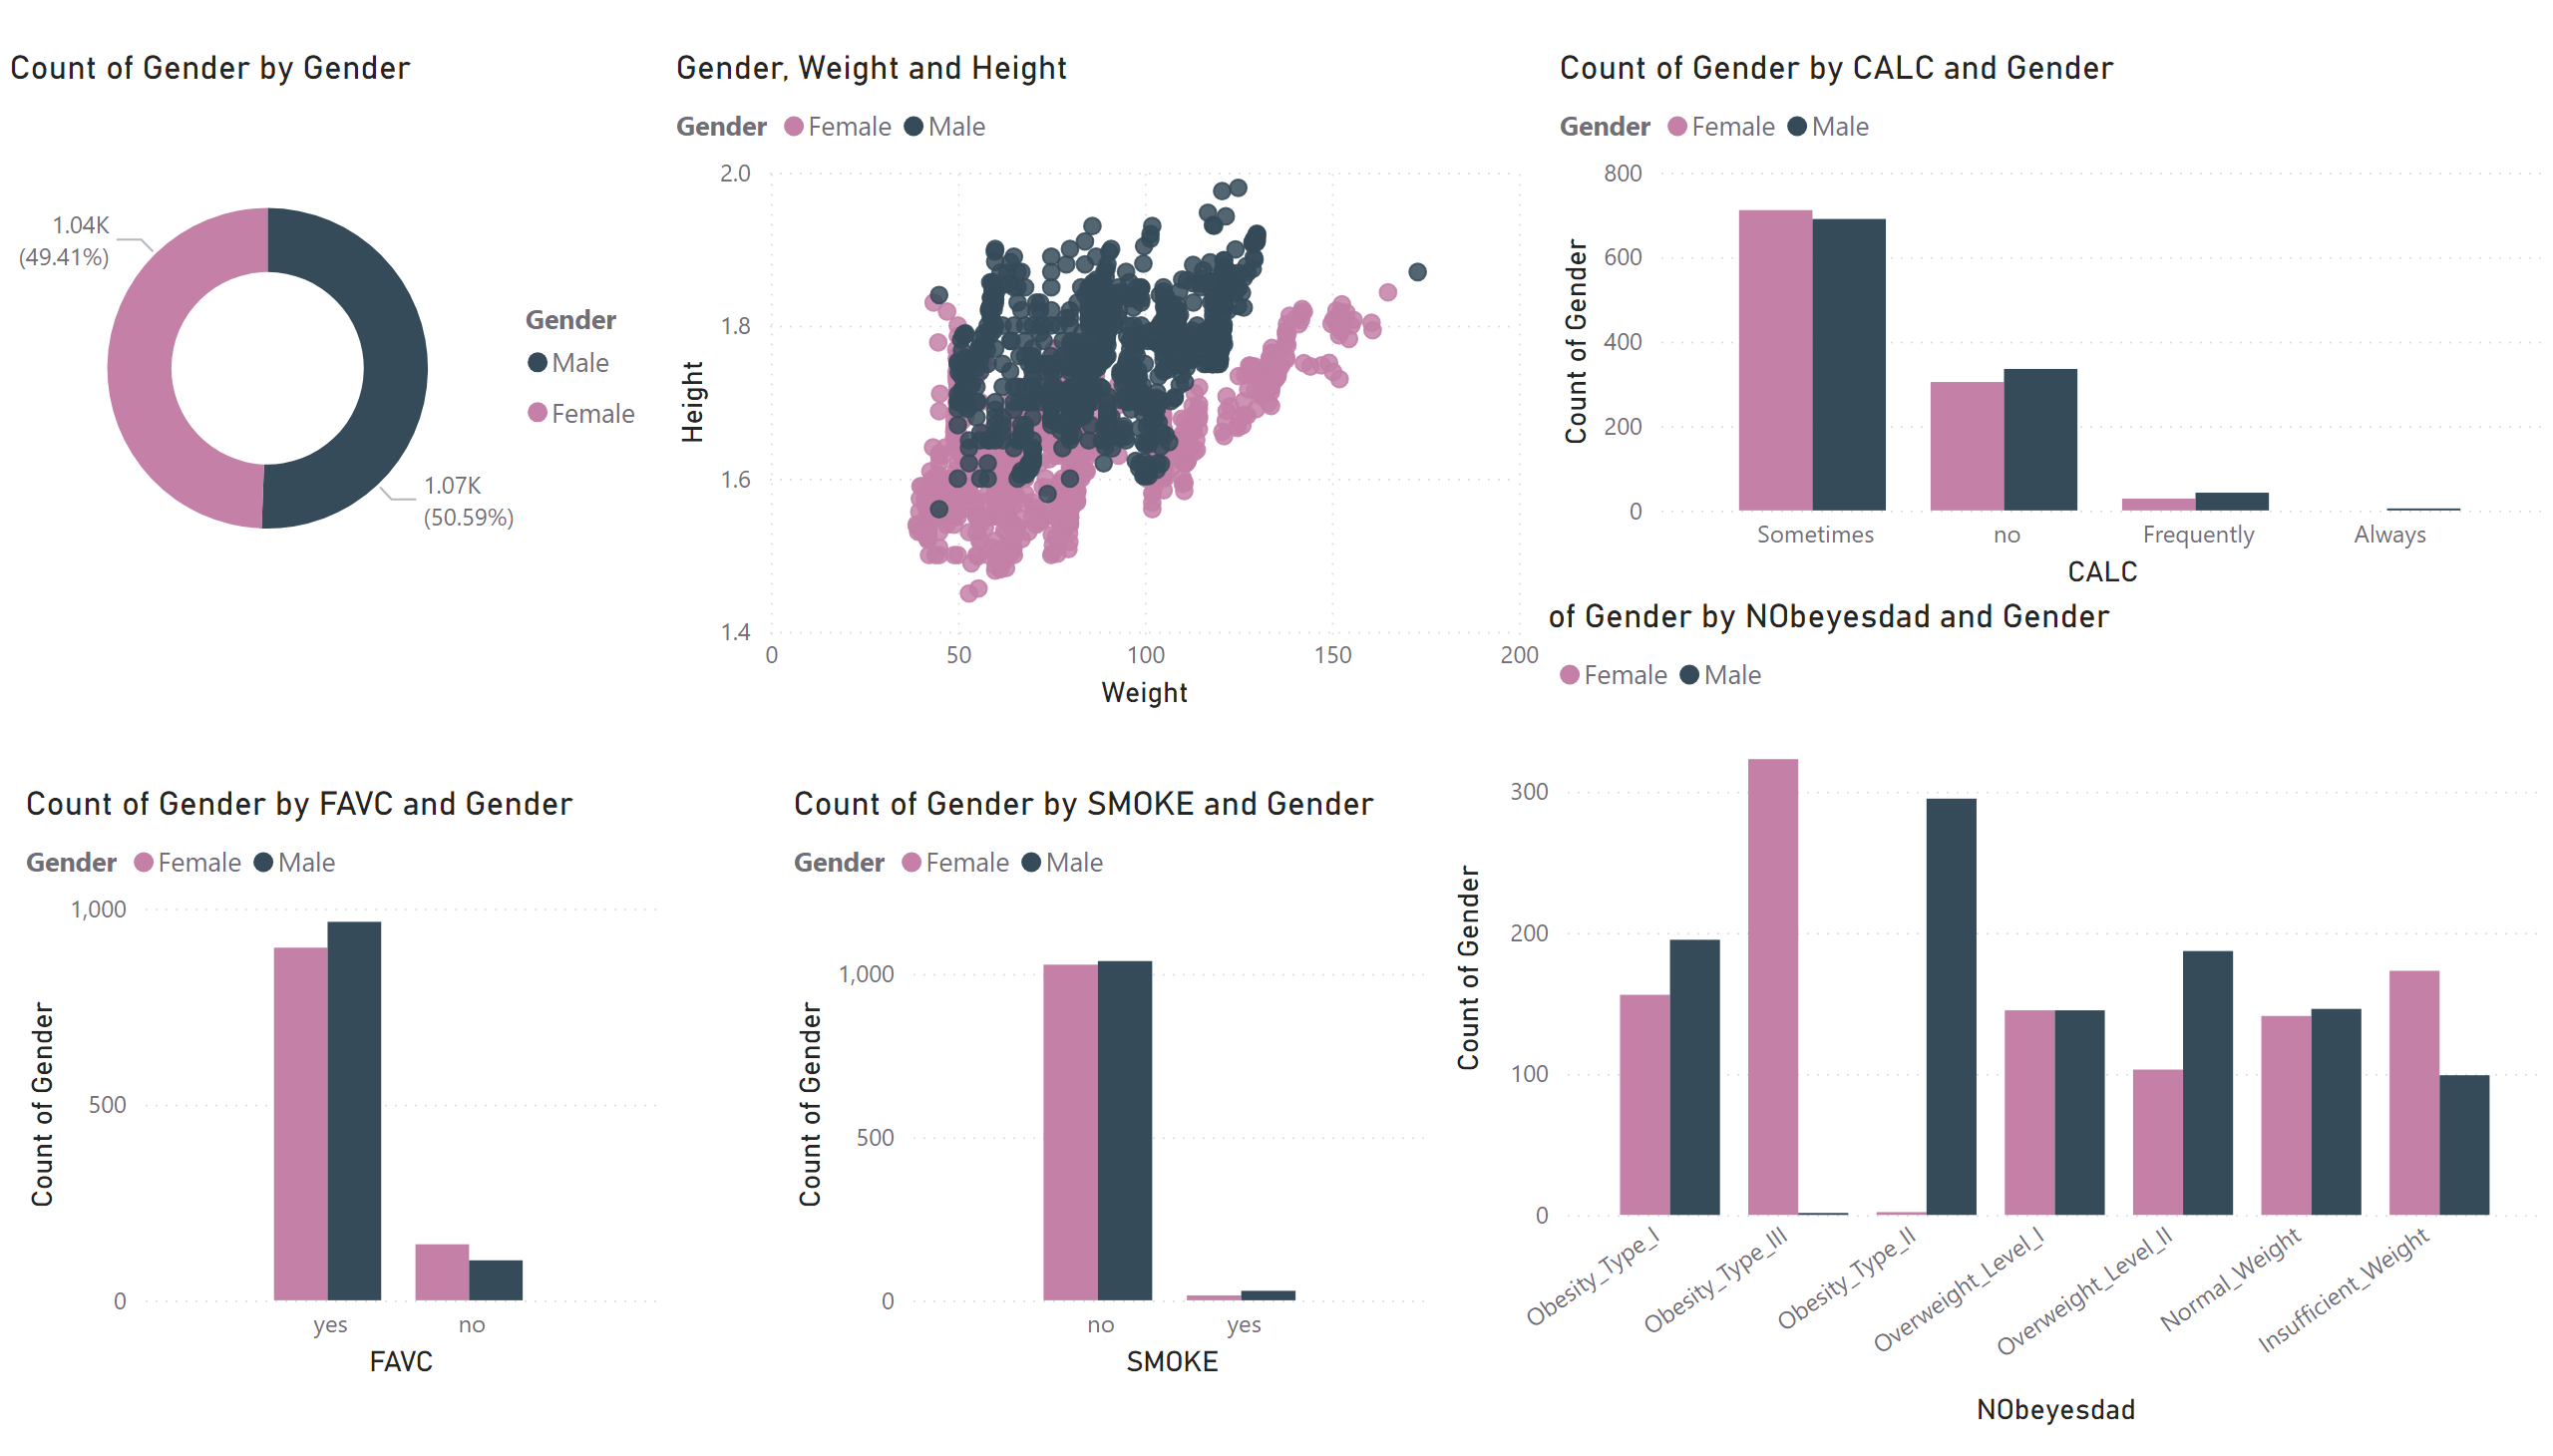 Count of Gender by Gender
1.04K
(49.41%)
1.07K
(50.59%)
Gender
Male
Female
Gender, Weight and Height
Gender Female Male
Height
2.0
1.8
1.6
1.4
0 50 100 150 200
Weight
Count of Gender by CALC and Gender
Gender Female Male
Count of Gender
800
600
400
200
0
Sometimes no Frequently Always
CALC
Count of Gender by FAVC and Gender
Gender Female Male
Count of Gender
1,000
500
0
yes no
FAVC
Count of Gender by SMOKE and Gender
Gender Female Male
Count of Gender
1,000
500
0
no yes
SMOKE
of Gender by NObeyesdad and Gender
Female Male
Count of Gender
300
200
100
0
Obesity_Type_I
Obesity_Type_III
Obesity_Type_II
Overweight_Level_I
Overweight_Level_II
Normal_Weight
Insufficient_Weight
NObeyesdad